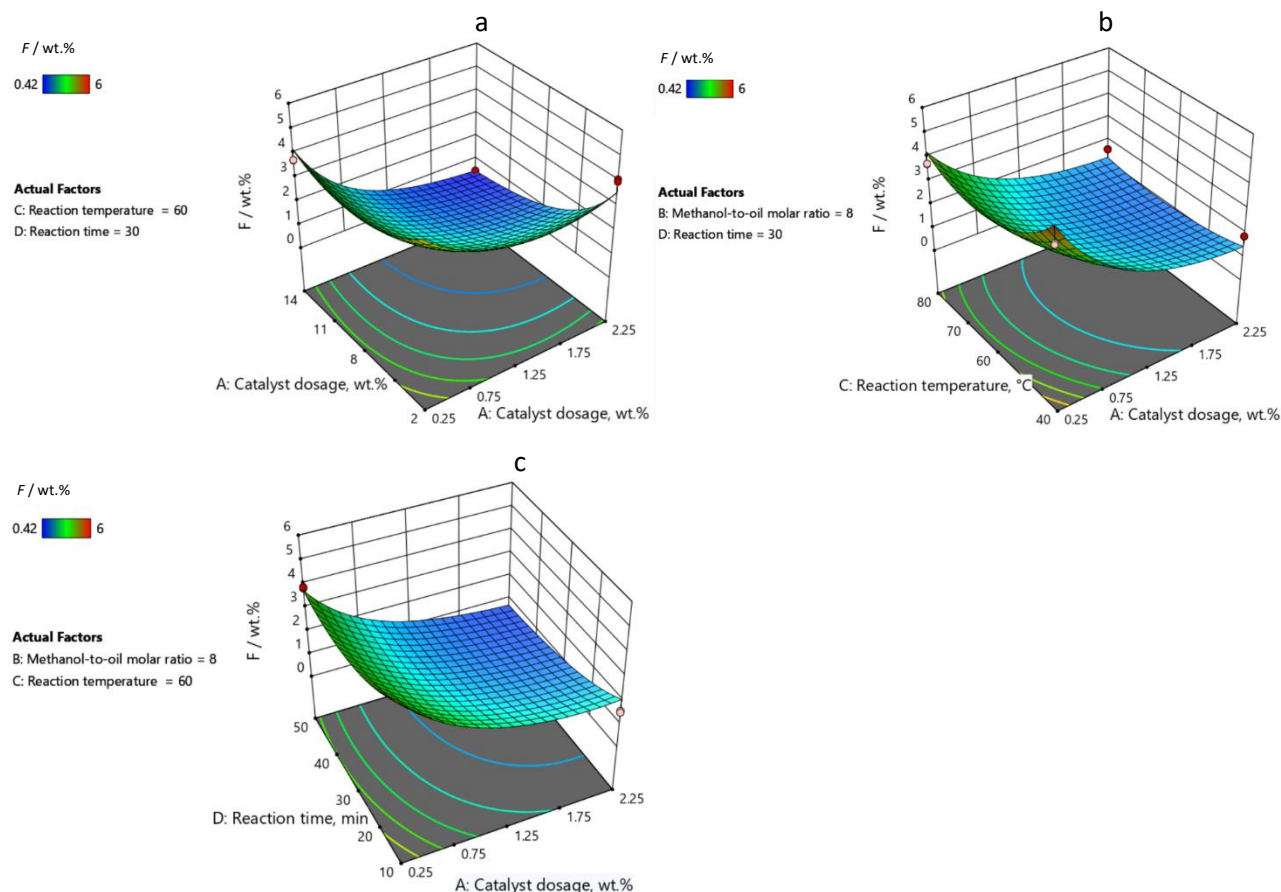 a
F / wt.%
0.42 6
Actual Factors
C: Reaction temperature = 60
D: Reaction time = 30
6
5
4
3
2
1
0
F / wt.%
14
11
8
2
A: Catalyst dosage, wt.%
0.25
0.75
1.25
1.75
2.25
A: Catalyst dosage, wt.%
b
F / wt.%
0.42 6
Actual Factors
B: Methanol-to-oil molar ratio = 8
D: Reaction time = 30
6
5
4
3
2
1
0
F / wt.%
80
70
60
40
C: Reaction temperature, °C
0.25
0.75
1.25
1.75
2.25
A: Catalyst dosage, wt.%
c
F / wt.%
0.42 6
Actual Factors
B: Methanol-to-oil molar ratio = 8
C: Reaction temperature = 60
6
5
4
3
2
1
0
F / wt.%
50
40
30
20
10
D: Reaction time, min
0.25
0.75
1.25
1.75
2.25
A: Catalyst dosage, wt.%